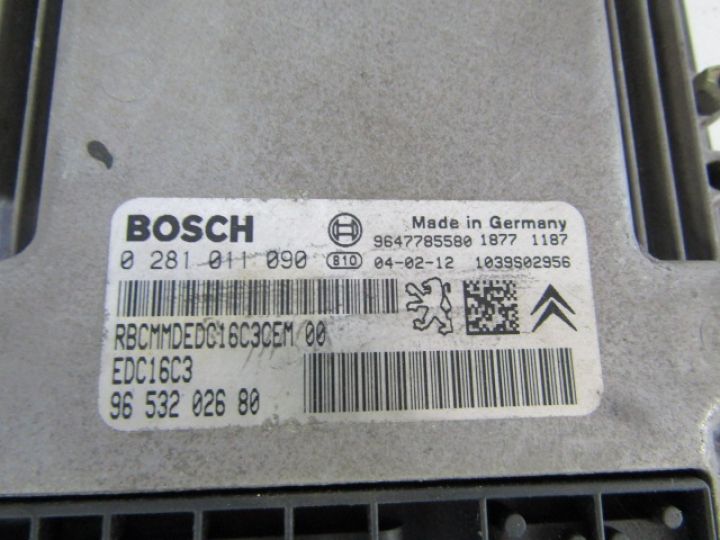 BOSCH
Made in Germany
9647785580 1877 1187
0 281 011 090 810 04-02-12 1039S02956
RBCMMDEDC16C3CEM 00
EDC16C3
96 532 026 80